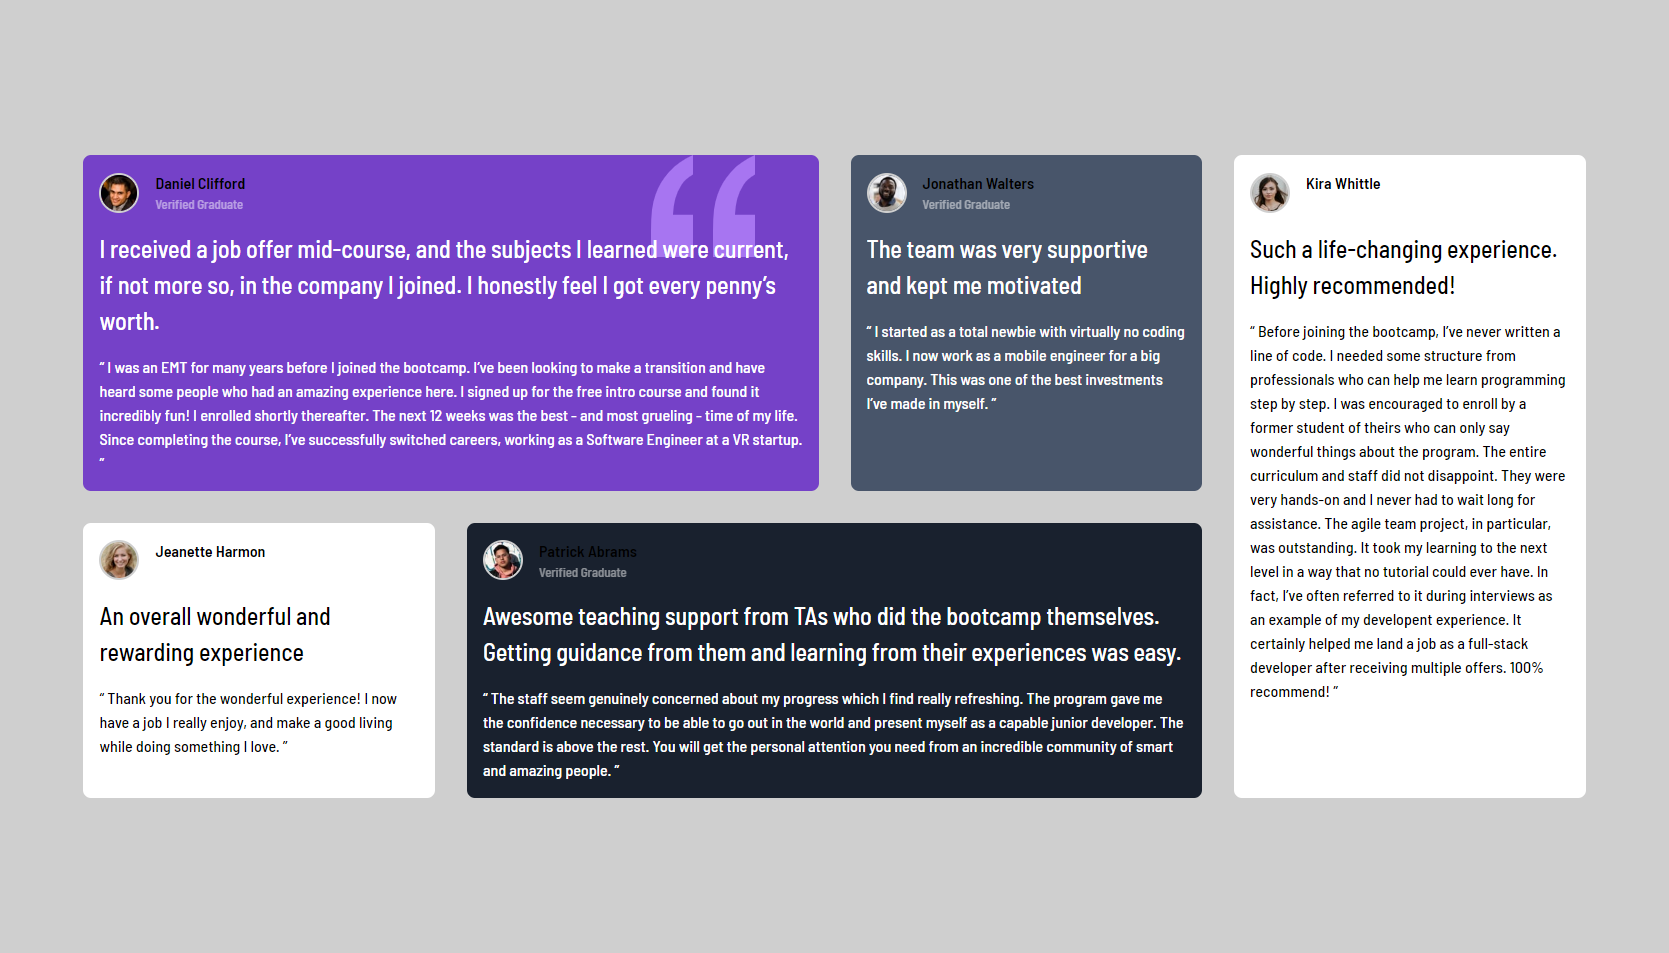 Daniel Clifford
Verified Graduate
I received a job offer mid-course, and the subjects I learned were current,
if not more so, in the company I joined. I honestly feel I got every penny’s
worth.
“ I was an EMT for many years before I joined the bootcamp. I’ve been looking to make a transition and have
heard some people who had an amazing experience here. I signed up for the free intro course and found it
incredibly fun! I enrolled shortly thereafter. The next 12 weeks was the best - and most grueling - time of my life.
Since completing the course, I’ve successfully switched careers, working as a Software Engineer at a VR startup.
”
Jonathan Walters
Verified Graduate
The team was very supportive
and kept me motivated
“ I started as a total newbie with virtually no coding
skills. I now work as a mobile engineer for a big
company. This was one of the best investments
I’ve made in myself. ”
Kira Whittle
Such a life-changing experience.
Highly recommended!
“ Before joining the bootcamp, I’ve never written a
line of code. I needed some structure from
professionals who can help me learn programming
step by step. I was encouraged to enroll by a
former student of theirs who can only say
wonderful things about the program. The entire
curriculum and staff did not disappoint. They were
very hands-on and I never had to wait long for
assistance. The agile team project, in particular,
was outstanding. It took my learning to the next
level in a way that no tutorial could ever have. In
fact, I’ve often referred to it during interviews as
an example of my developent experience. It
certainly helped me land a job as a full-stack
developer after receiving multiple offers. 100%
recommend! ”
Jeanette Harmon
An overall wonderful and
rewarding experience
“ Thank you for the wonderful experience! I now
have a job I really enjoy, and make a good living
while doing something I love. ”
Patrick Abrams
Verified Graduate
Awesome teaching support from TAs who did the bootcamp themselves.
Getting guidance from them and learning from their experiences was easy.
“ The staff seem genuinely concerned about my progress which I find really refreshing. The program gave me
the confidence necessary to be able to go out in the world and present myself as a capable junior developer. The
standard is above the rest. You will get the personal attention you need from an incredible community of smart
and amazing people. ”